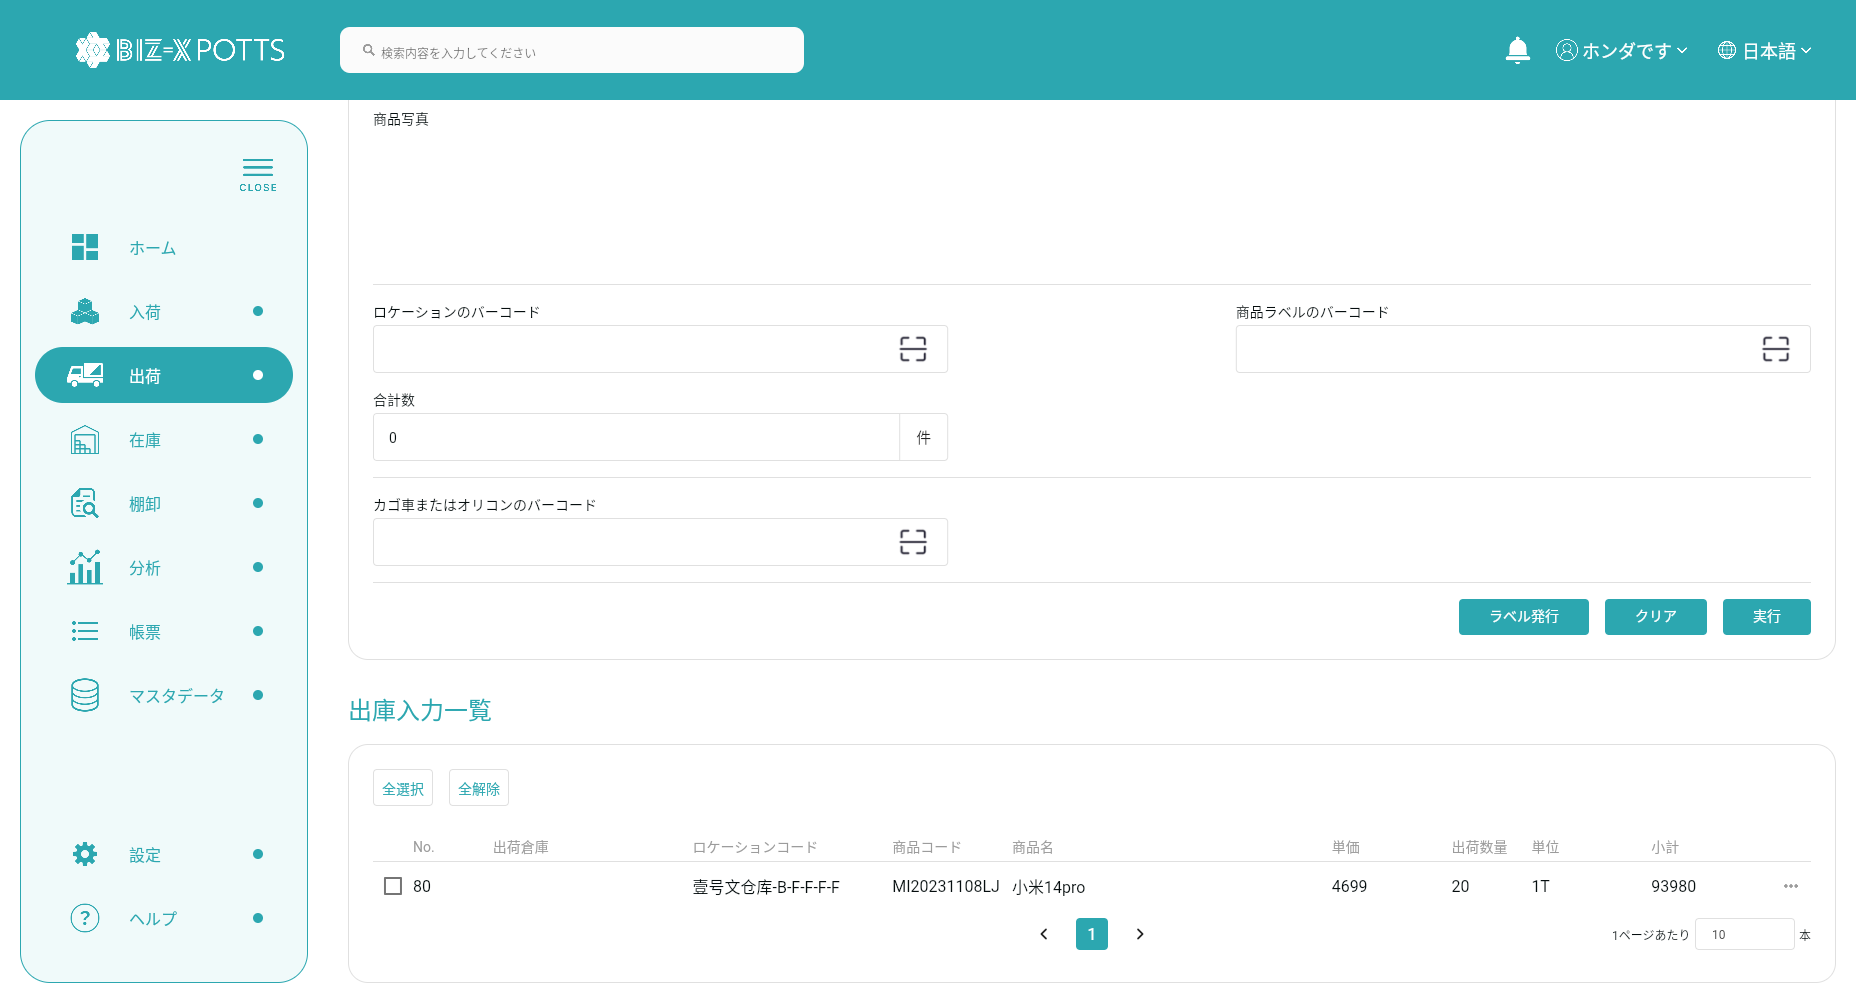 BIZ-X POTTS
検索内容を入力してください
ホンダです
日本語
CLOSE
ホーム
入荷
出荷
在庫
棚卸
分析
帳票
マスタデータ
設定
ヘルプ
商品写真
ロケーションのバーコード
商品ラベルのバーコード
合計数
0 件
カゴ車またはオリコンのバーコード
ラベル発行 クリア 実行
出庫入力一覧
全選択 全解除
No. 出荷倉庫 ロケーションコード 商品コード 商品名 単価 出荷数量 単位 小計
80 壹号文仓库-B-F-F-F-F MI20231108LJ 小米14pro 4699 20 1T 93980 ···
1
1ページあたり 10 本